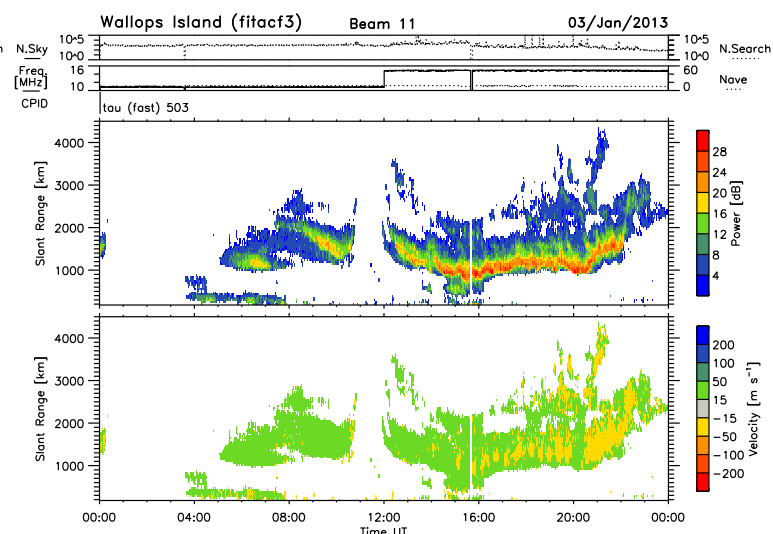 Wallops Island (fitacf3) Beam 11 03/Jan/2013
N.Sky 10^5 10^0 10^5 10^0 N.Search
Freq. [MHz] 16 10 60 0 Nave
CPID tau (fast) 503
Slant Range [km] 4000 3000 2000 1000
28 24 20 16 12 8 4 Power [dB]
Slant Range [km] 4000 3000 2000 1000
200 100 50 15 -15 -50 -100 -200 Velocity [m s⁻¹]
00:00 04:00 08:00 12:00 16:00 20:00 00:00
Time UT